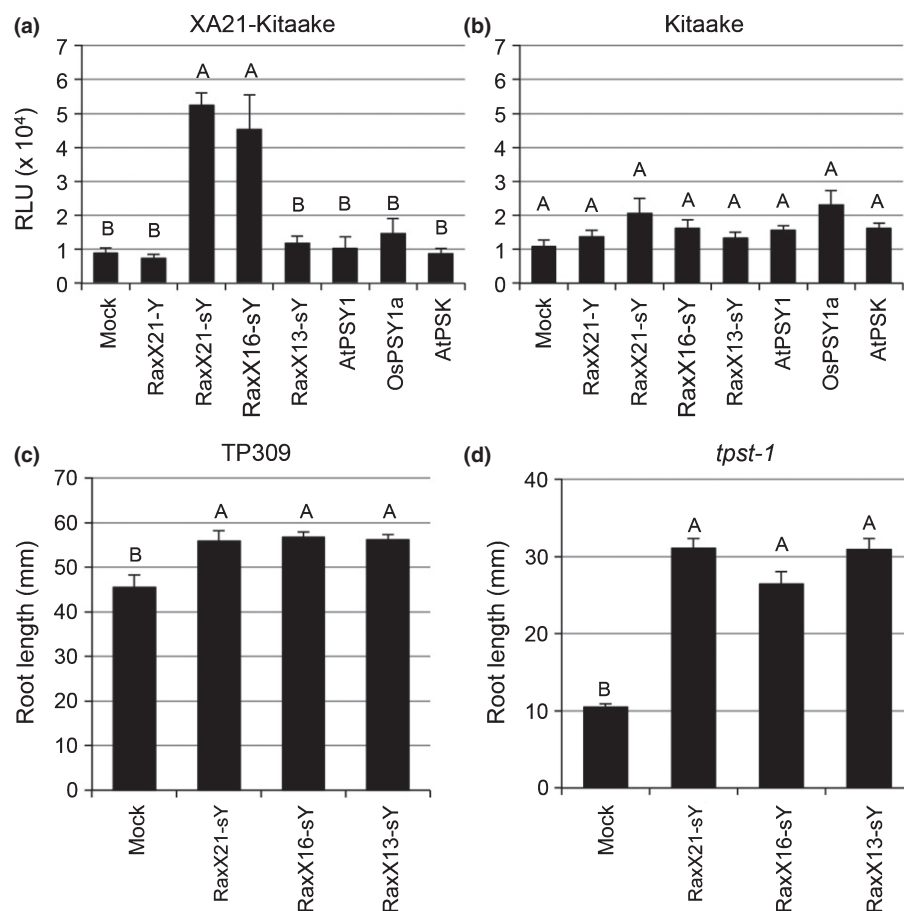 (a) XA21-Kitaake
RLU (x 10⁴)
7
6
5
4
3
2
1
0
B B A A B B B B
Mock
RaxX21-Y
RaxX21-sY
RaxX16-sY
RaxX13-sY
AtPSY1
OsPSY1a
AtPSK
(b) Kitaake
7
6
5
4
3
2
1
0
A A A A A A A A
Mock
RaxX21-Y
RaxX21-sY
RaxX16-sY
RaxX13-sY
AtPSY1
OsPSY1a
AtPSK
(c) TP309
Root length (mm)
70
60
50
40
30
20
10
0
B A A A
Mock
RaxX21-sY
RaxX16-sY
RaxX13-sY
(d) tpst-1
Root length (mm)
40
30
20
10
0
B A A A
Mock
RaxX21-sY
RaxX16-sY
RaxX13-sY